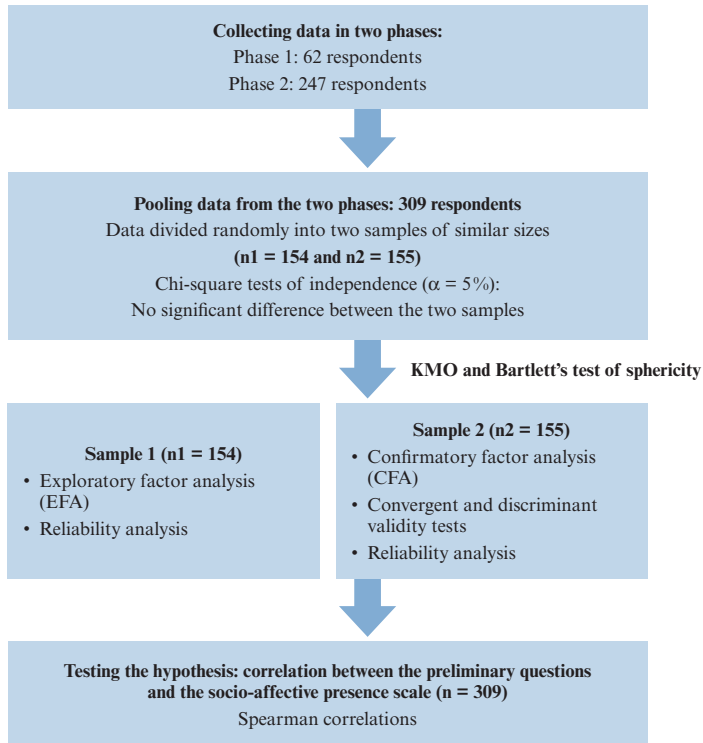 Collecting data in two phases:
Phase 1: 62 respondents
Phase 2: 247 respondents
Pooling data from the two phases: 309 respondents
Data divided randomly into two samples of similar sizes
(n1 = 154 and n2 = 155)
Chi-square tests of independence (α = 5%):
No significant difference between the two samples
KMO and Bartlett’s test of sphericity
Sample 1 (n1 = 154)
• Exploratory factor analysis
(EFA)
• Reliability analysis
Sample 2 (n2 = 155)
• Confirmatory factor analysis
(CFA)
• Convergent and discriminant
validity tests
• Reliability analysis
Testing the hypothesis: correlation between the preliminary questions
and the socio-affective presence scale (n = 309)
Spearman correlations